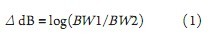 Δ dB = log(BW1/BW2) (1)